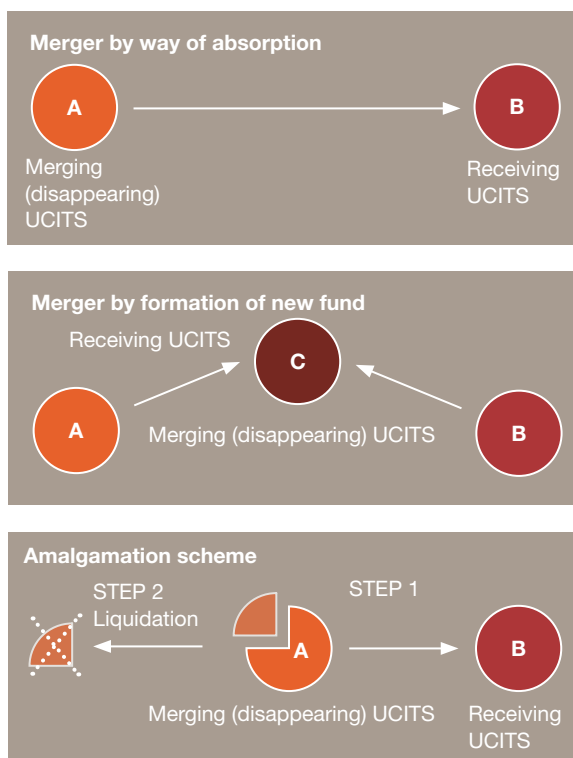 Merger by way of absorption
A
B
Merging
(disappearing)
UCITS
Receiving
UCITS
Merger by formation of new fund
Receiving UCITS
C
A
Merging (disappearing) UCITS
B
Amalgamation scheme
STEP 2
Liquidation
STEP 1
A
B
Merging (disappearing) UCITS
Receiving
UCITS